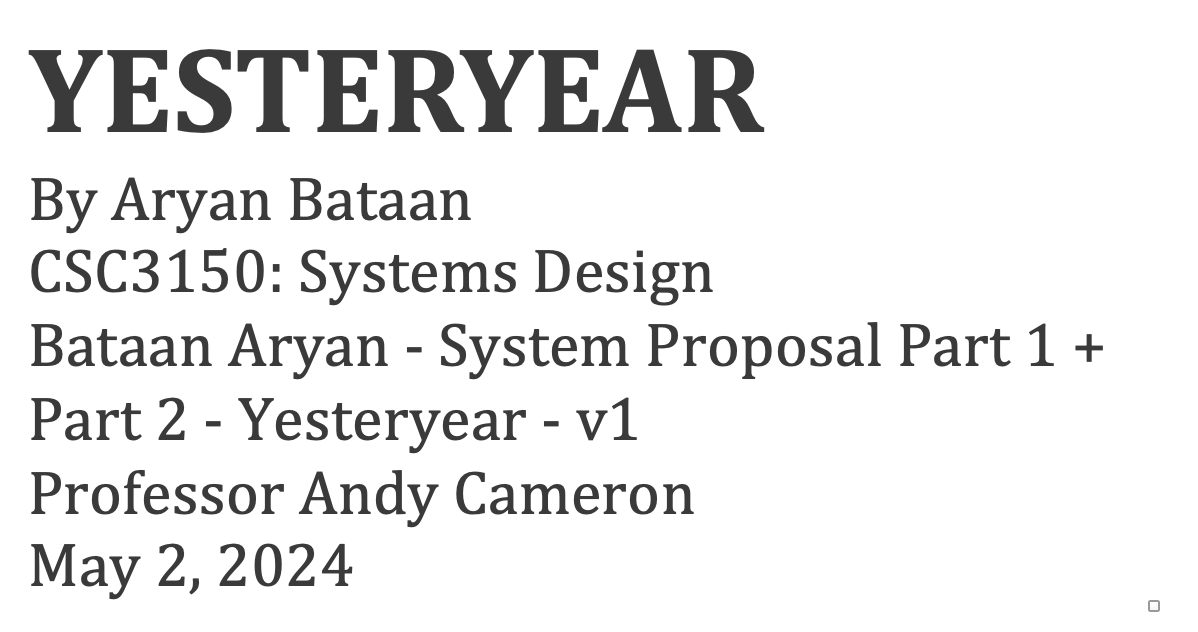 YESTERYEAR
By Aryan Bataan
CSC3150: Systems Design
Bataan Aryan - System Proposal Part 1 +
Part 2 - Yesteryear - v1
Professor Andy Cameron
May 2, 2024